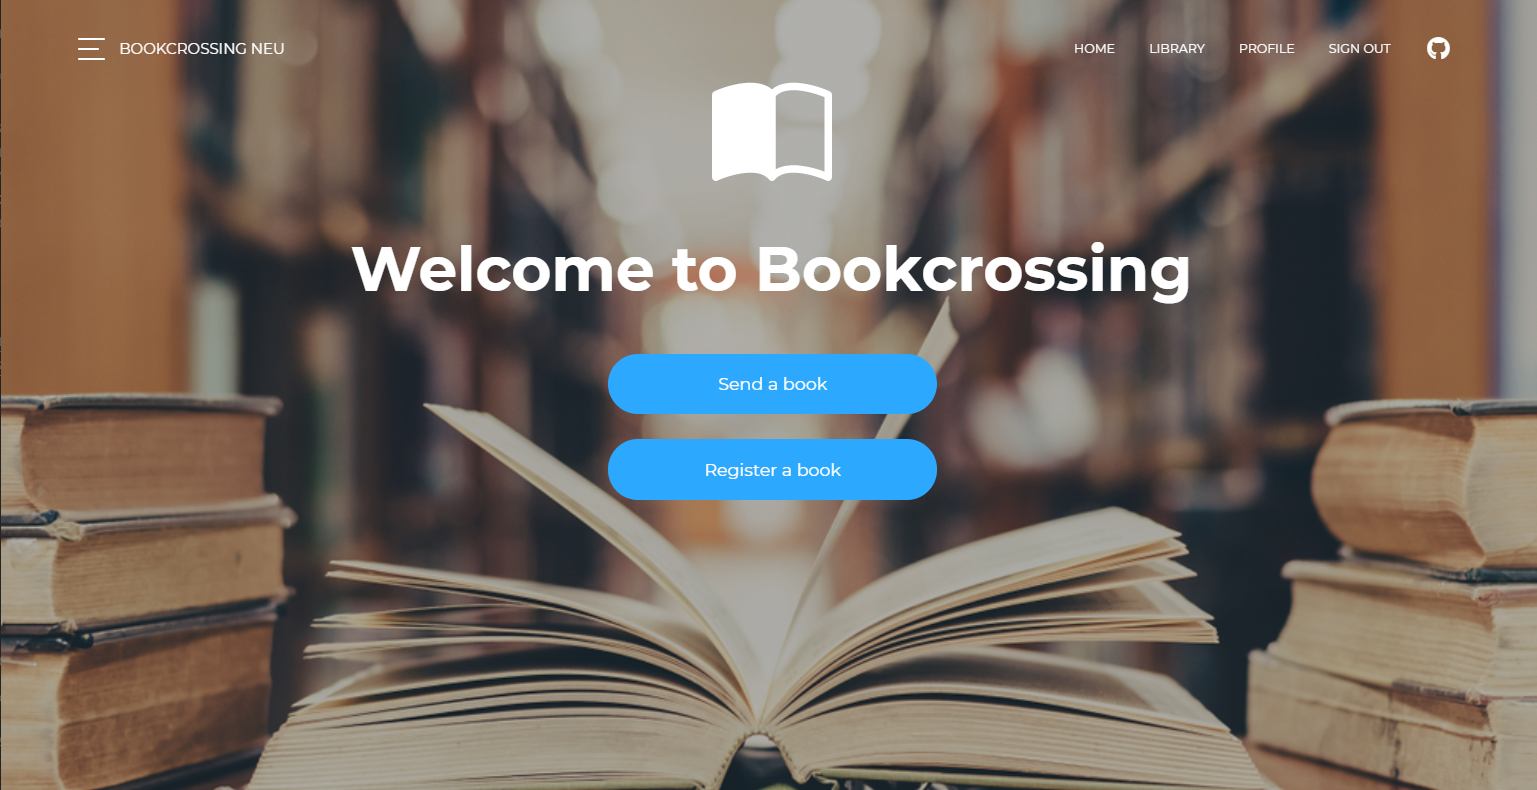 BOOKCROSSING NEU
HOME LIBRARY PROFILE SIGN OUT
Welcome to Bookcrossing
Send a book
Register a book